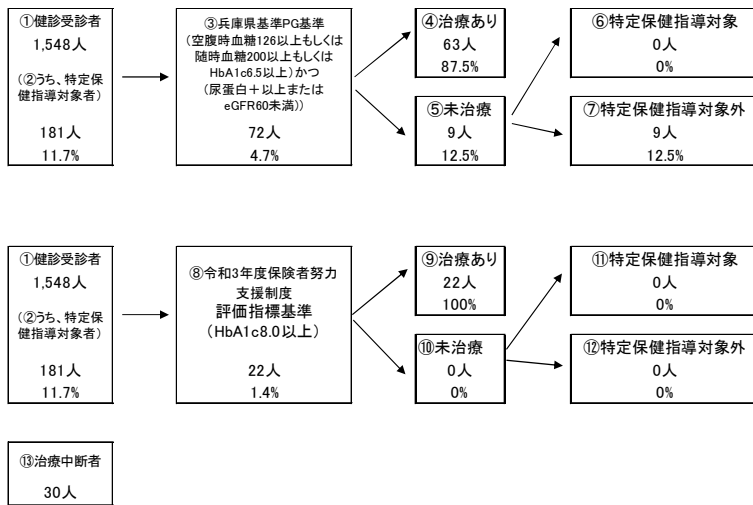 ①健診受診者
1,548人
(②うち、特定保
健指導対象者)
181人
11.7%
③兵庫県基準PG基準
(空腹時血糖126以上もしくは
随時血糖200以上もしくは
HbA1c6.5以上)かつ
(尿蛋白+以上または
eGFR60未満))
72人
4.7%
④治療あり
63人
87.5%
⑤未治療
9人
12.5%
⑥特定保健指導対象
0人
0%
⑦特定保健指導対象外
9人
12.5%
①健診受診者
1,548人
(②うち、特定保
健指導対象者)
181人
11.7%
⑧令和3年度保険者努力
支援制度
評価指標基準
(HbA1c8.0以上)
22人
1.4%
⑨治療あり
22人
100%
⑩未治療
0人
0%
⑪特定保健指導対象
0人
0%
⑫特定保健指導対象外
0人
0%
⑬治療中断者
30人